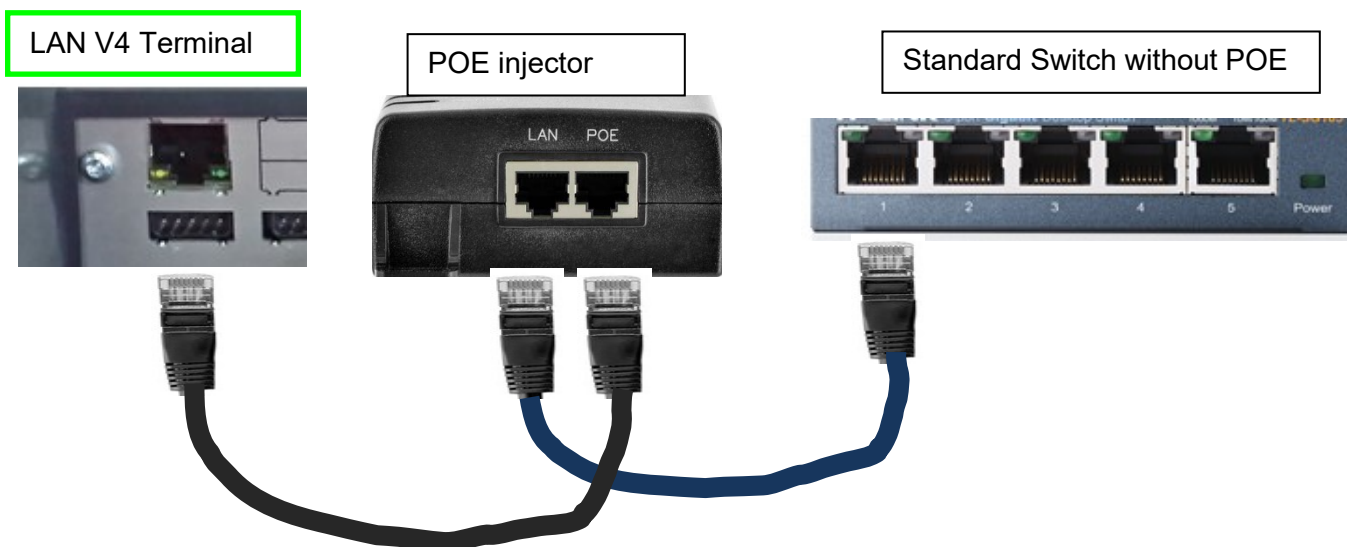 LAN V4 Terminal
POE injector
Standard Switch without POE
LAN POE
1 2 3 4 5 Power